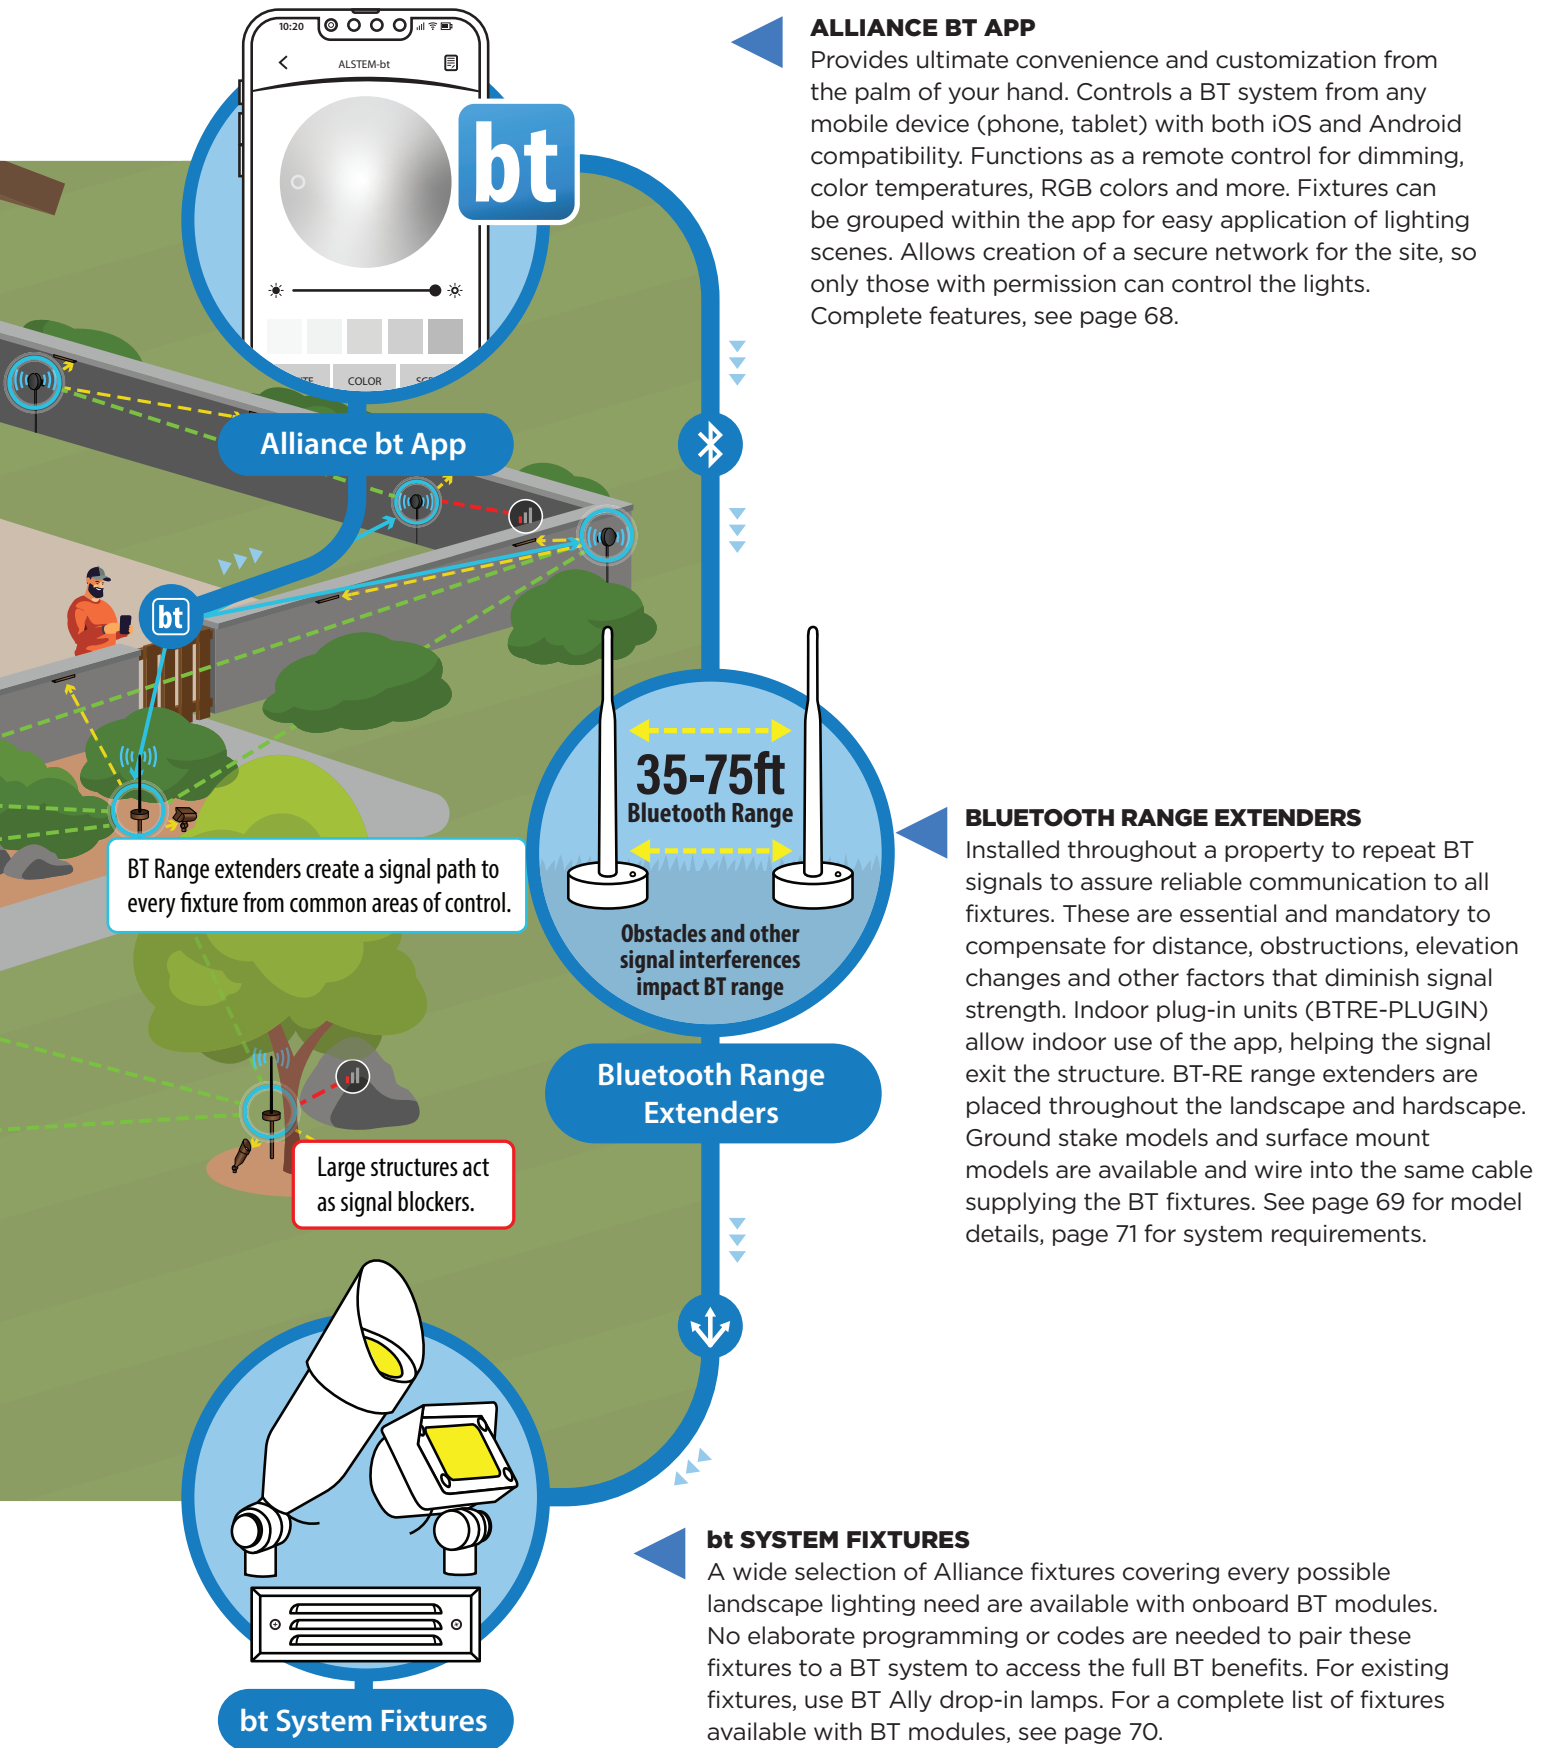 10:20
ALSTEM-bt
COLOR
bt
Alliance bt App
bt
BT Range extenders create a signal path to
every fixture from common areas of control.
35-75ft
Bluetooth Range
Obstacles and other
signal interferences
impact BT range
Bluetooth Range
Extenders
Large structures act
as signal blockers.
bt System Fixtures
ALLIANCE BT APP
Provides ultimate convenience and customization from
the palm of your hand. Controls a BT system from any
mobile device (phone, tablet) with both iOS and Android
compatibility. Functions as a remote control for dimming,
color temperatures, RGB colors and more. Fixtures can
be grouped within the app for easy application of lighting
scenes. Allows creation of a secure network for the site, so
only those with permission can control the lights.
Complete features, see page 68.
BLUETOOTH RANGE EXTENDERS
Installed throughout a property to repeat BT
signals to assure reliable communication to all
fixtures. These are essential and mandatory to
compensate for distance, obstructions, elevation
changes and other factors that diminish signal
strength. Indoor plug-in units (BTRE-PLUGIN)
allow indoor use of the app, helping the signal
exit the structure. BT-RE range extenders are
placed throughout the landscape and hardscape.
Ground stake models and surface mount
models are available and wire into the same cable
supplying the BT fixtures. See page 69 for model
details, page 71 for system requirements.
bt SYSTEM FIXTURES
A wide selection of Alliance fixtures covering every possible
landscape lighting need are available with onboard BT modules.
No elaborate programming or codes are needed to pair these
fixtures to a BT system to access the full BT benefits. For existing
fixtures, use BT Ally drop-in lamps. For a complete list of fixtures
available with BT modules, see page 70.